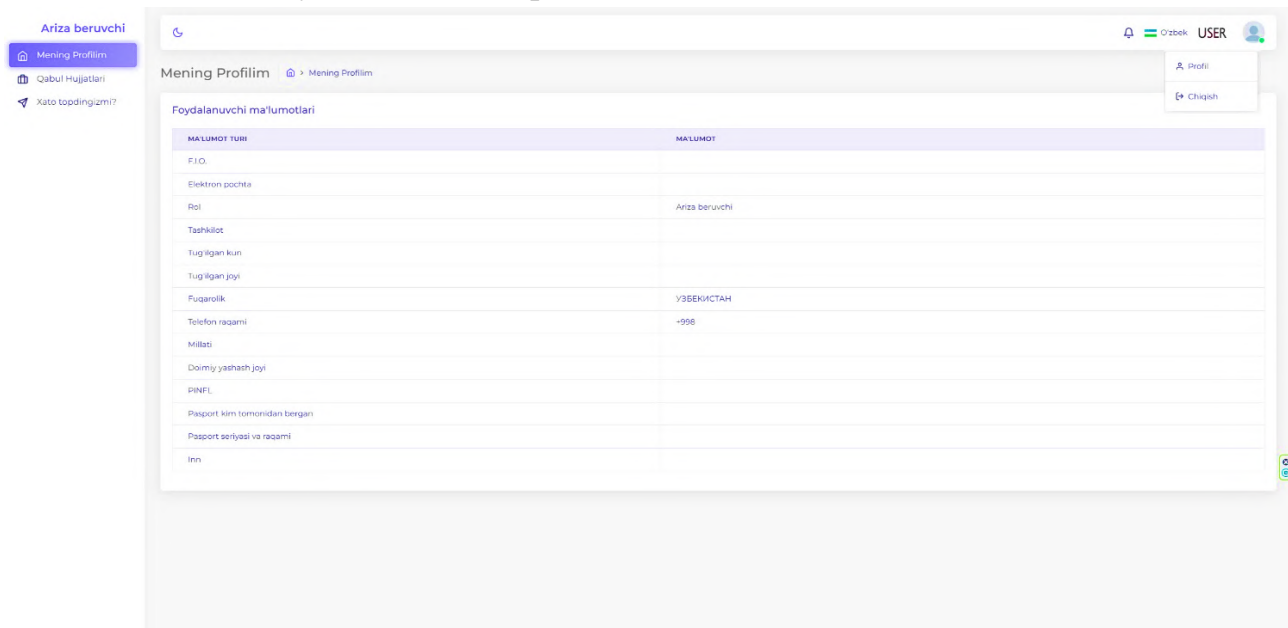 Ariza beruvchi
Mening Profilim
Qabul Hujjatlari
Xato topdingizmi?
O'zbek USER
Profil
Chiqish
Mening Profilim > Mening Profilim
Foydalanuvchi ma'lumotlari
MA'LUMOT TURI MA'LUMOT
F.I.O.
Elektron pochta
Rol Ariza beruvchi
Tashkilot
Tug'ilgan kun
Tug'ilgan joyi
Fuqarolik УЗБЕКИСТАН
Telefon raqami +998
Millati
Doimiy yashash joyi
PINFL
Pasport kim tomonidan bergan
Pasport seriyasi va raqami
Inn